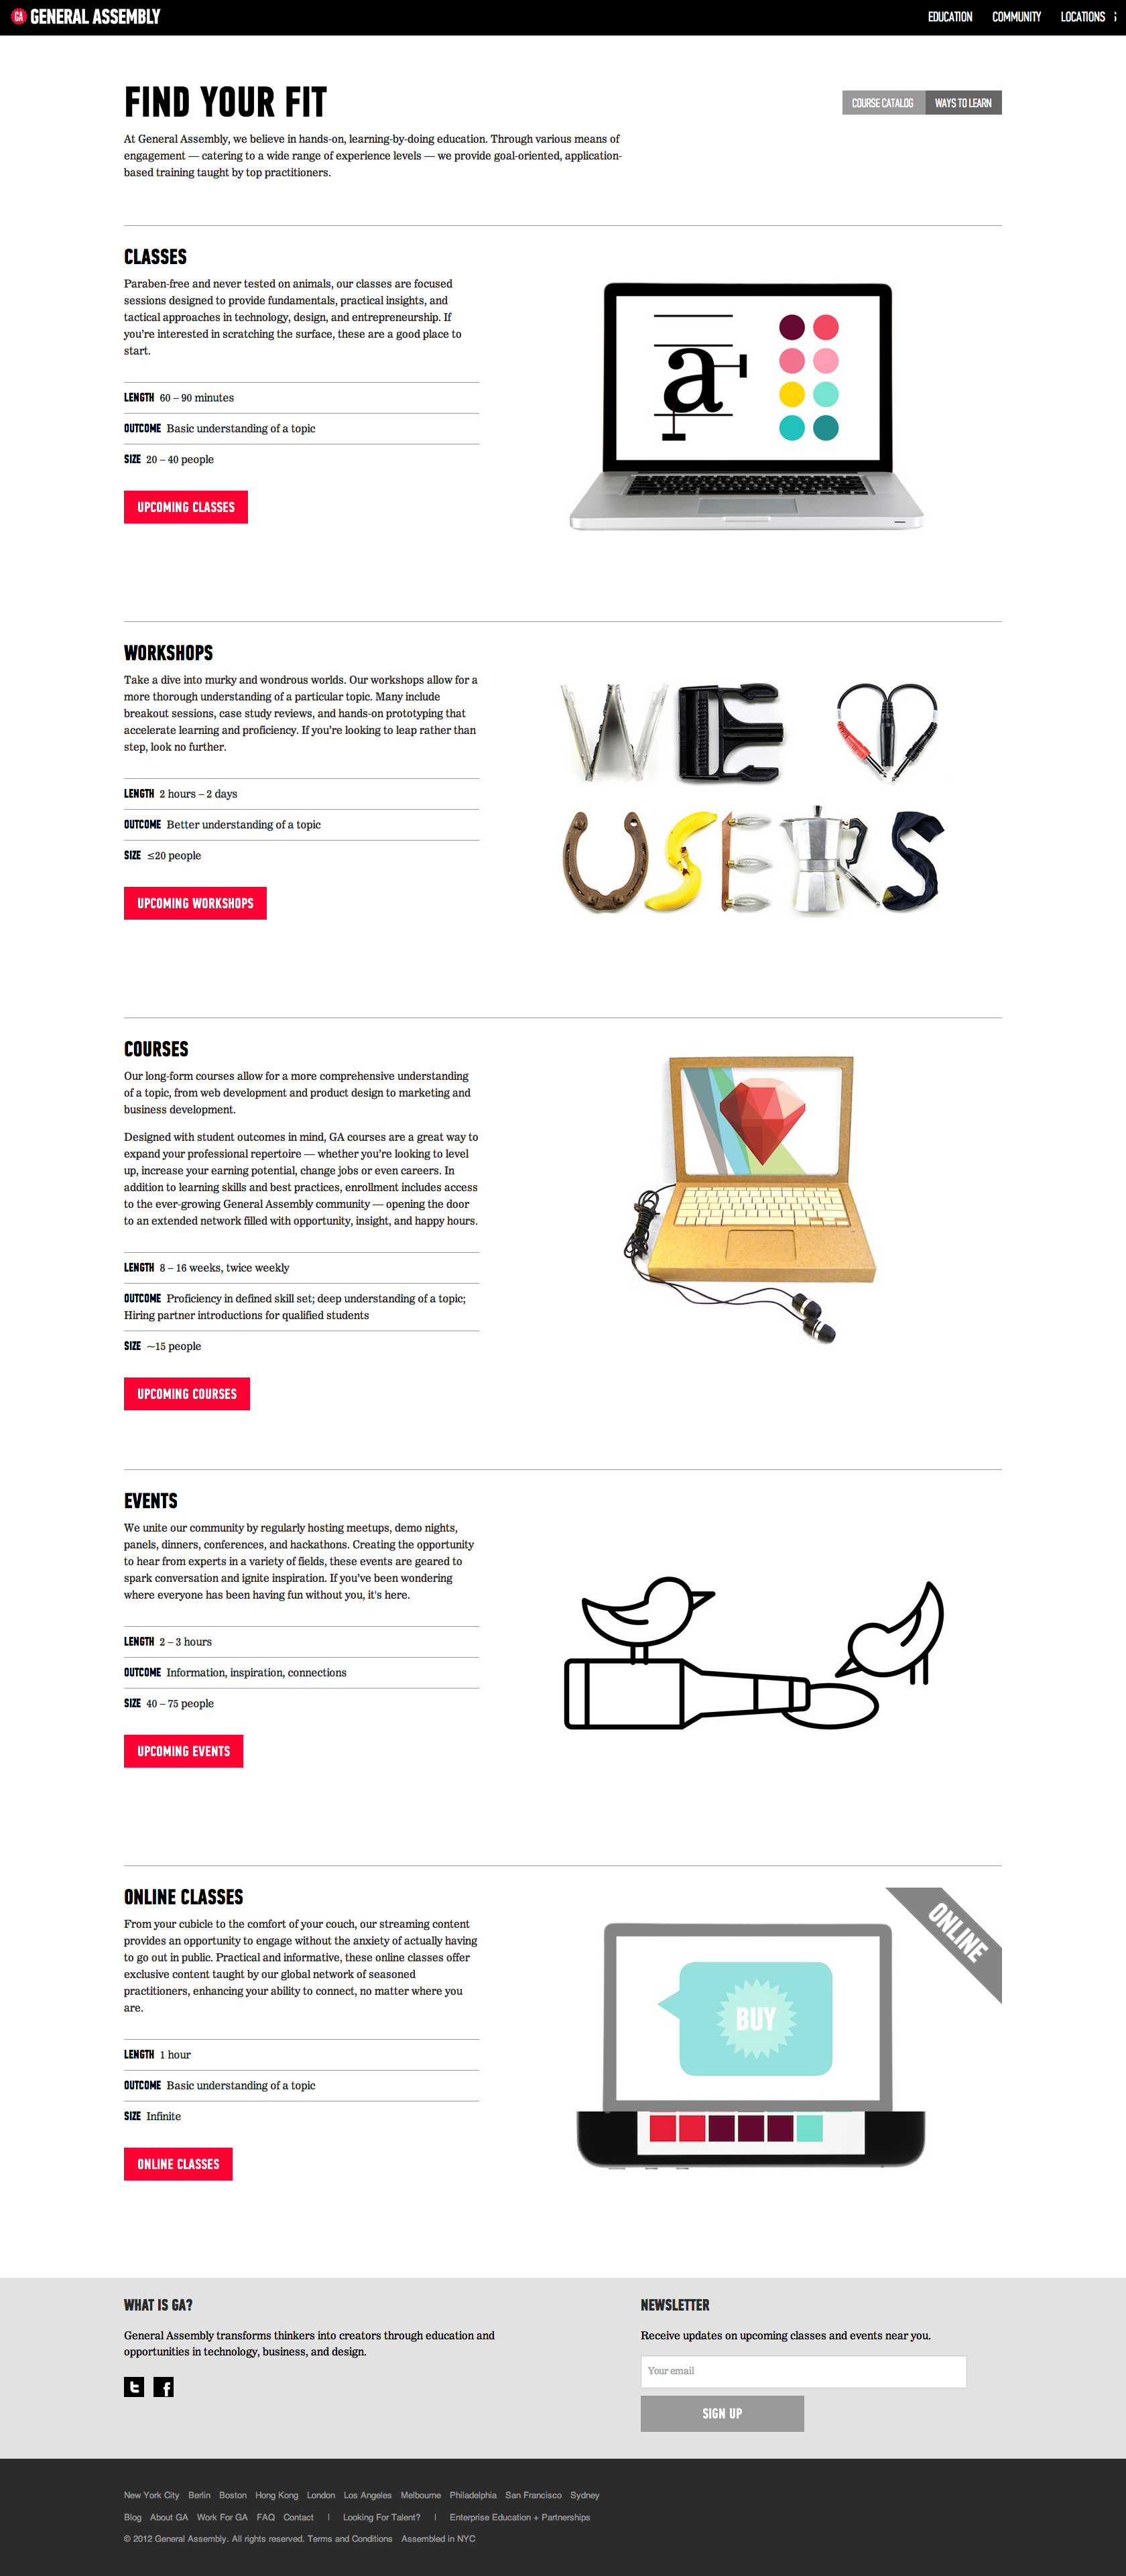 GA GENERAL ASSEMBLY
EDUCATION COMMUNITY LOCATIONS
FIND YOUR FIT
COURSE CATALOG WAYS TO LEARN
At General Assembly, we believe in hands-on, learning-by-doing education. Through various means of
engagement — catering to a wide range of experience levels — we provide goal-oriented, application-
based training taught by top practitioners.
CLASSES
Paraben-free and never tested on animals, our classes are focused
sessions designed to provide fundamentals, practical insights, and
tactical approaches in technology, design, and entrepreneurship. If
you're interested in scratching the surface, these are a good place to
start.
LENGTH 60 – 90 minutes
OUTCOME Basic understanding of a topic
SIZE 20 – 40 people
UPCOMING CLASSES
a
WORKSHOPS
Take a dive into murky and wondrous worlds. Our workshops allow for a
more thorough understanding of a particular topic. Many include
breakout sessions, case study reviews, and hands-on prototyping that
accelerate learning and proficiency. If you're looking to leap rather than
step, look no further.
LENGTH 2 hours – 2 days
OUTCOME Better understanding of a topic
SIZE ≤20 people
UPCOMING WORKSHOPS
WE
USERS
COURSES
Our long-form courses allow for a more comprehensive understanding
of a topic, from web development and product design to marketing and
business development.
Designed with student outcomes in mind, GA courses are a great way to
expand your professional repertoire — whether you're looking to level
up, increase your earning potential, change jobs or even careers. In
addition to learning skills and best practices, enrollment includes access
to the ever-growing General Assembly community — opening the door
to an extended network filled with opportunity, insight, and happy hours.
LENGTH 8 – 16 weeks, twice weekly
OUTCOME Proficiency in defined skill set; deep understanding of a topic;
Hiring partner introductions for qualified students
SIZE ~15 people
UPCOMING COURSES
EVENTS
We unite our community by regularly hosting meetups, demo nights,
panels, dinners, conferences, and hackathons. Creating the opportunity
to hear from experts in a variety of fields, these events are geared to
spark conversation and ignite inspiration. If you've been wondering
where everyone has been having fun without you, it's here.
LENGTH 2 – 3 hours
OUTCOME Information, inspiration, connections
SIZE 40 – 75 people
UPCOMING EVENTS
ONLINE CLASSES
From your cubicle to the comfort of your couch, our streaming content
provides an opportunity to engage without the anxiety of actually having
to go out in public. Practical and informative, these online classes offer
exclusive content taught by our global network of seasoned
practitioners, enhancing your ability to connect, no matter where you
are.
LENGTH 1 hour
OUTCOME Basic understanding of a topic
SIZE Infinite
ONLINE CLASSES
ONLINE
BUY
WHAT IS GA?
General Assembly transforms thinkers into creators through education and
opportunities in technology, business, and design.
NEWSLETTER
Receive updates on upcoming classes and events near you.
Your email
SIGN UP
New York City Berlin Boston Hong Kong London Los Angeles Melbourne Philadelphia San Francisco Sydney
Blog About GA Work For GA FAQ Contact | Looking For Talent? | Enterprise Education + Partnerships
© 2012 General Assembly. All rights reserved. Terms and Conditions Assembled in NYC